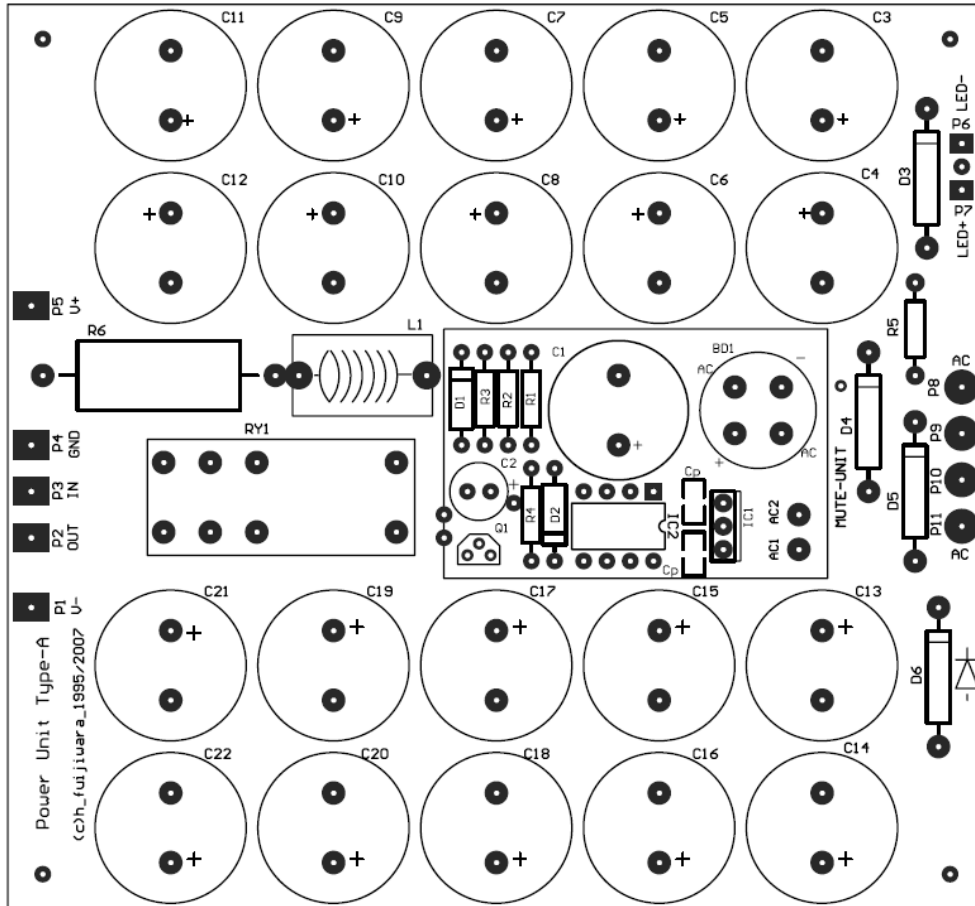 C11
C9
C7
C5
C3
LED-
P6
D3
P7
LED+
C12
C10
C8
C6
C4
P5
V+
R6
L1
C1
BD1
AC
-
R5
AC
P8
D1
R3
R2
R1
D4
P9
P4
GND
RY1
+
AC
C2
+
Cp
P3
IN
R4
D2
IC2
IC1
AC2
MUTE-UNIT
D5
P10
P2
OUT
Q1
Cp
AC1
P11
AC
P1
V-
C21
C19
C17
C15
C13
D6
C22
C20
C18
C16
C14
Power Unit Type-A
(c)h_fuijiwara_1995/2007